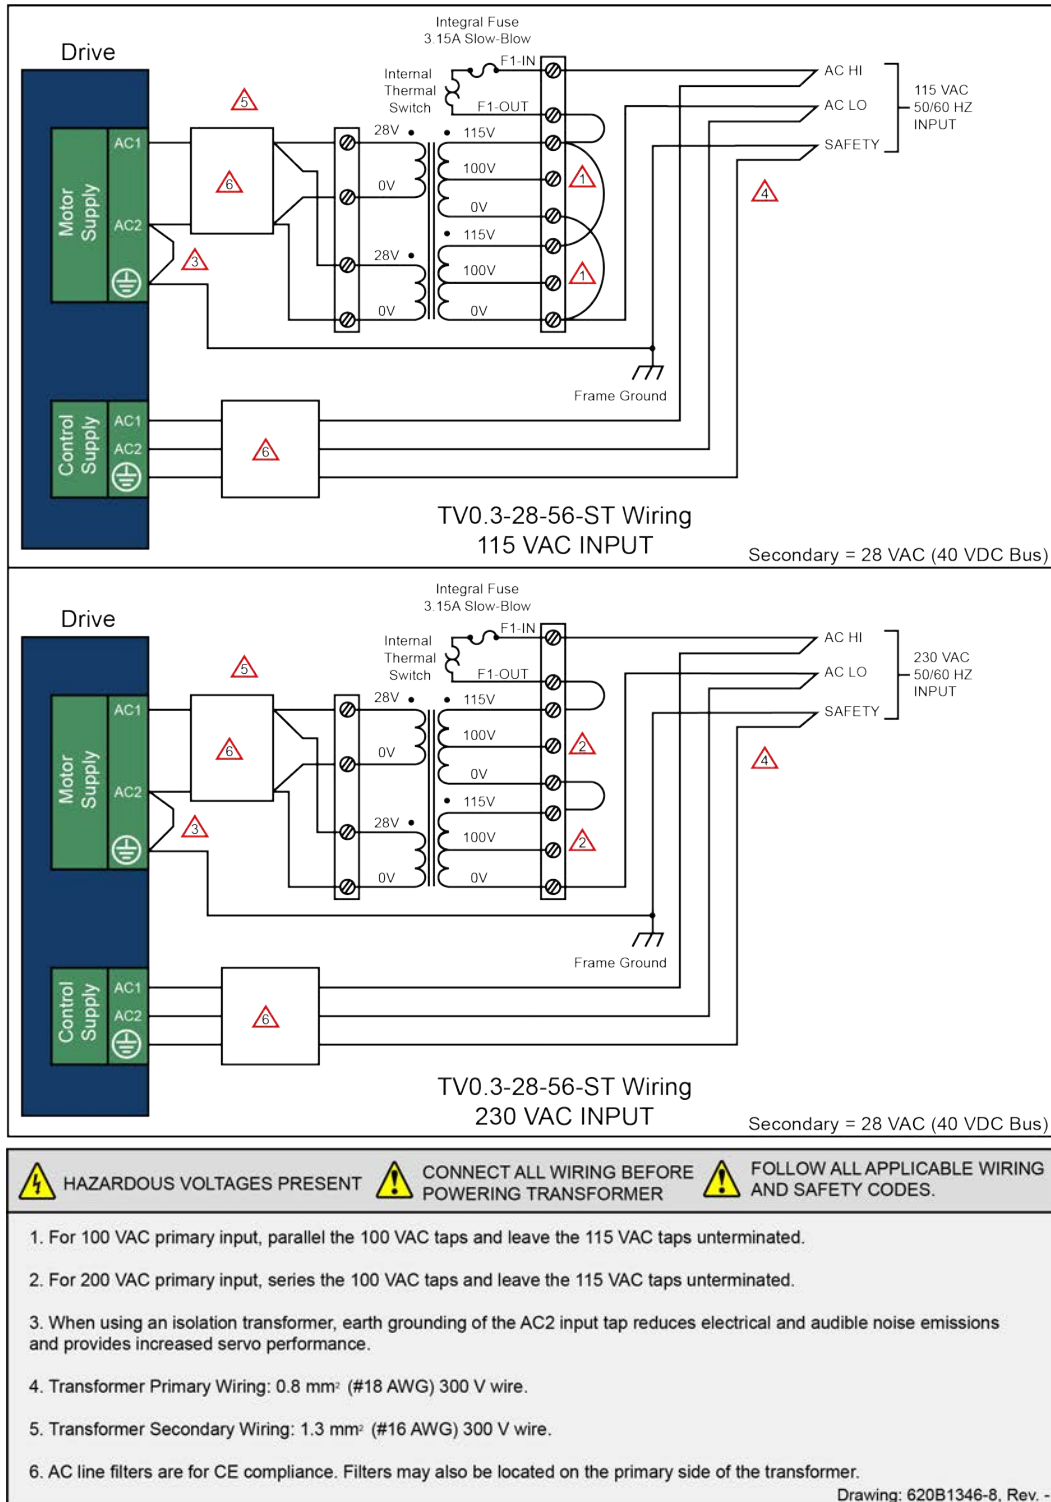 Integral Fuse
3.15A Slow-Blow
Drive
F1-IN
Internal
Thermal
Switch
F1-OUT
AC HI
AC LO
SAFETY
115 VAC
50/60 HZ
INPUT
5
6
3
Motor
Supply
AC1
AC2
28V
0V
28V
0V
115V
100V
0V
115V
100V
0V
1
1
4
Frame Ground
Control
Supply
AC1
AC2
6
TV0.3-28-56-ST Wiring
115 VAC INPUT
Secondary = 28 VAC (40 VDC Bus)
Integral Fuse
3.15A Slow-Blow
Drive
F1-IN
Internal
Thermal
Switch
F1-OUT
AC HI
AC LO
SAFETY
230 VAC
50/60 HZ
INPUT
5
6
3
Motor
Supply
AC1
AC2
28V
0V
28V
0V
115V
100V
0V
115V
100V
0V
2
2
4
Frame Ground
Control
Supply
AC1
AC2
6
TV0.3-28-56-ST Wiring
230 VAC INPUT
Secondary = 28 VAC (40 VDC Bus)
HAZARDOUS VOLTAGES PRESENT
CONNECT ALL WIRING BEFORE
POWERING TRANSFORMER
FOLLOW ALL APPLICABLE WIRING
AND SAFETY CODES.
1. For 100 VAC primary input, parallel the 100 VAC taps and leave the 115 VAC taps unterminated.
2. For 200 VAC primary input, series the 100 VAC taps and leave the 115 VAC taps unterminated.
3. When using an isolation transformer, earth grounding of the AC2 input tap reduces electrical and audible noise emissions
and provides increased servo performance.
4. Transformer Primary Wiring: 0.8 mm² (#18 AWG) 300 V wire.
5. Transformer Secondary Wiring: 1.3 mm² (#16 AWG) 300 V wire.
6. AC line filters are for CE compliance. Filters may also be located on the primary side of the transformer.
Drawing: 620B1346-8, Rev. -